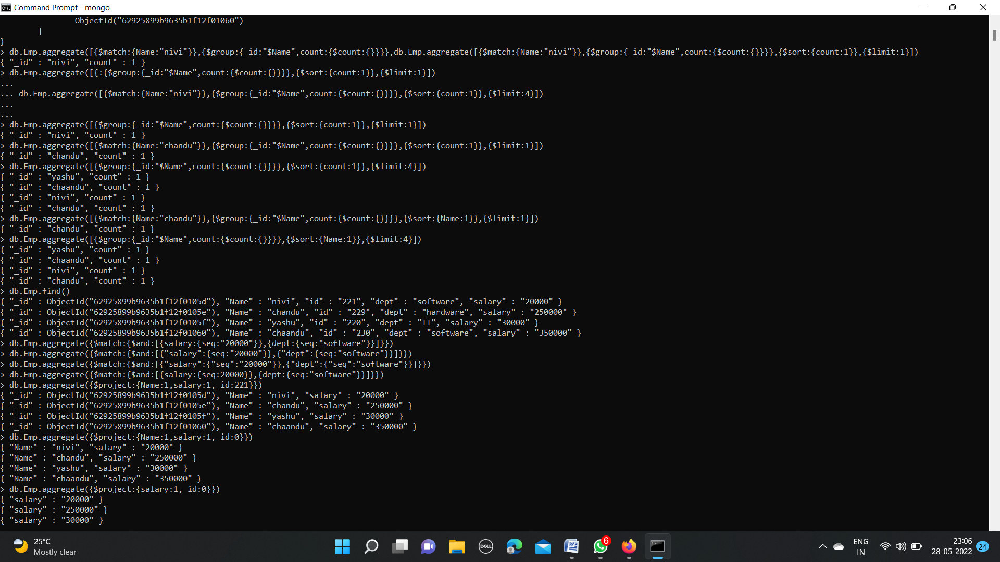 Command Prompt - mongo
ObjectId("62925899b9635b1f12f01060")
]
}
> db.Emp.aggregate([{$match:{Name:"nivi"}},{$group:{_id:"$Name",count:{$count:{}}}},db.Emp.aggregate([{$match:{Name:"nivi"}},{$group:{_id:"$Name",count:{$count:{}}}},{$sort:{count:1}},{$limit:1}])
{ "_id" : "nivi", "count" : 1 }
> db.Emp.aggregate([{:{$group:{_id:"$Name",count:{$count:{}}}},{$sort:{count:1}},{$limit:1}])
...
... db.Emp.aggregate([{$match:{Name:"nivi"}},{$group:{_id:"$Name",count:{$count:{}}}},{$sort:{count:1}},{$limit:4}])
...
...
> db.Emp.aggregate([{$group:{_id:"$Name",count:{$count:{}}}},{$sort:{count:1}},{$limit:1}])
{ "_id" : "nivi", "count" : 1 }
> db.Emp.aggregate([{$match:{Name:"chandu"}},{$group:{_id:"$Name",count:{$count:{}}}},{$sort:{count:1}},{$limit:1}])
{ "_id" : "chandu", "count" : 1 }
> db.Emp.aggregate([{$group:{_id:"$Name",count:{$count:{}}}},{$sort:{count:1}},{$limit:4}])
{ "_id" : "yashu", "count" : 1 }
{ "_id" : "chaandu", "count" : 1 }
{ "_id" : "nivi", "count" : 1 }
{ "_id" : "chandu", "count" : 1 }
> db.Emp.aggregate([{$match:{Name:"chandu"}},{$group:{_id:"$Name",count:{$count:{}}}},{$sort:{Name:1}},{$limit:1}])
{ "_id" : "chandu", "count" : 1 }
> db.Emp.aggregate([{$group:{_id:"$Name",count:{$count:{}}}},{$sort:{Name:1}},{$limit:4}])
{ "_id" : "yashu", "count" : 1 }
{ "_id" : "chaandu", "count" : 1 }
{ "_id" : "nivi", "count" : 1 }
{ "_id" : "chandu", "count" : 1 }
> db.Emp.find()
{ "_id" : ObjectId("62925899b9635b1f12f0105d"), "Name" : "nivi", "id" : "221", "dept" : "software", "salary" : "20000" }
{ "_id" : ObjectId("62925899b9635b1f12f0105e"), "Name" : "chandu", "id" : "229", "dept" : "hardware", "salary" : "250000" }
{ "_id" : ObjectId("62925899b9635b1f12f0105f"), "Name" : "yashu", "id" : "220", "dept" : "IT", "salary" : "30000" }
{ "_id" : ObjectId("62925899b9635b1f12f01060"), "Name" : "chaandu", "id" : "230", "dept" : "software", "salary" : "350000" }
> db.Emp.aggregate({$match:{$and:[{salary:{seq:"20000"}},{dept:{seq:"software"}}]}})
> db.Emp.aggregate({$match:{$and:[{"salary":{seq:"20000"}},{"dept":{seq:"software"}}]}})
> db.Emp.aggregate({$match:{$and:[{"salary":{"seq":"20000"}},{"dept":{"seq":"software"}}]}})
> db.Emp.aggregate({$match:{$and:[{salary:{seq:20000}},{dept:{seq:"software"}}]}})
> db.Emp.aggregate({$project:{Name:1,salary:1,_id:221}})
{ "_id" : ObjectId("62925899b9635b1f12f0105d"), "Name" : "nivi", "salary" : "20000" }
{ "_id" : ObjectId("62925899b9635b1f12f0105e"), "Name" : "chandu", "salary" : "250000" }
{ "_id" : ObjectId("62925899b9635b1f12f0105f"), "Name" : "yashu", "salary" : "30000" }
{ "_id" : ObjectId("62925899b9635b1f12f01060"), "Name" : "chaandu", "salary" : "350000" }
> db.Emp.aggregate({$project:{Name:1,salary:1,_id:0}})
{ "Name" : "nivi", "salary" : "20000" }
{ "Name" : "chandu", "salary" : "250000" }
{ "Name" : "yashu", "salary" : "30000" }
{ "Name" : "chaandu", "salary" : "350000" }
> db.Emp.aggregate({$project:{salary:1,_id:0}})
{ "salary" : "20000" }
{ "salary" : "250000" }
{ "salary" : "30000" }
25°C
Mostly clear
DELL
W
6
ENG
IN
23:06
28-05-2022
24